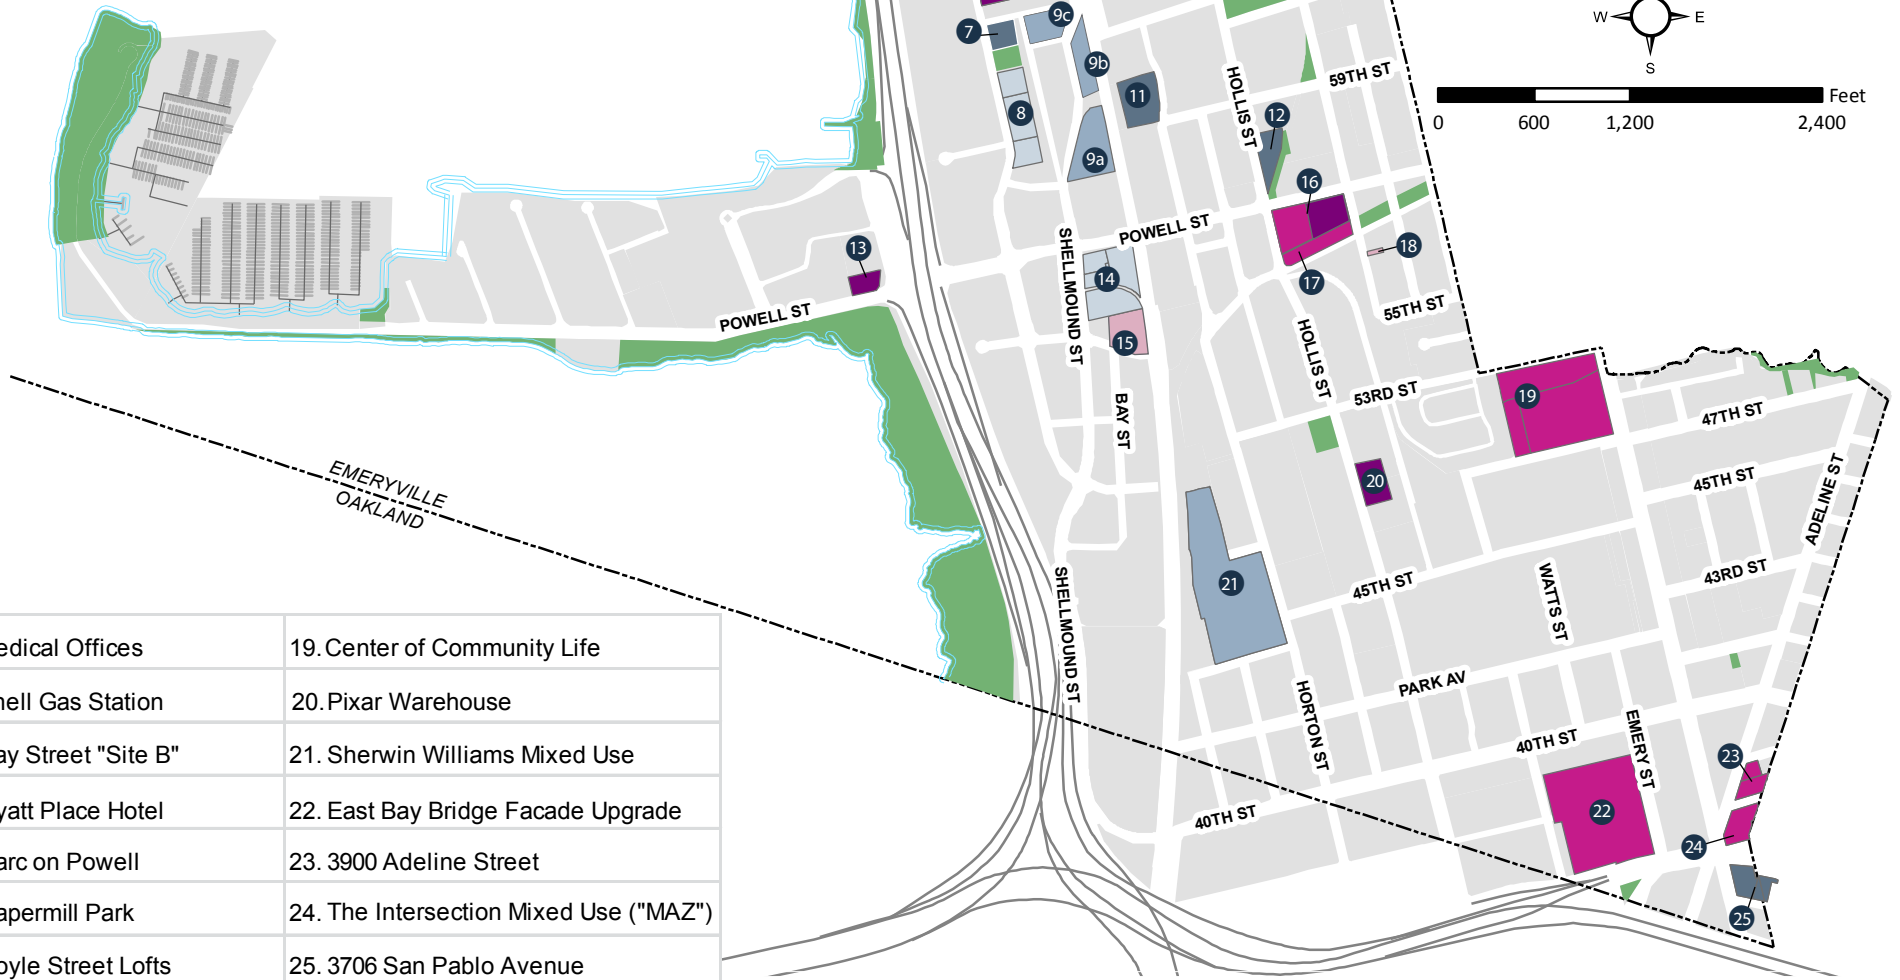 9c
7
W E
S
9b
59TH ST
HOLLIS ST
11
Feet
0 600 1,200 2,400
8
12
9a
16
POWELL ST
SHELLMOUND ST
13
18
14
17
55TH ST
POWELL ST
HOLLIS ST
15
53RD ST
19
BAY ST
47TH ST
EMERYVILLE
OAKLAND
20
45TH ST
ADELINE ST
21
45TH ST
WATTS ST
43RD ST
SHELLMOUND ST
PARK AV
HORTON ST
EMERY ST
40TH ST
23
40TH ST
22
24
25
edical Offices 19. Center of Community Life
hell Gas Station 20. Pixar Warehouse
ay Street "Site B" 21. Sherwin Williams Mixed Use
yatt Place Hotel 22. East Bay Bridge Facade Upgrade
arc on Powell 23. 3900 Adeline Street
apermill Park 24. The Intersection Mixed Use ("MAZ")
oyle Street Lofts 25. 3706 San Pablo Avenue